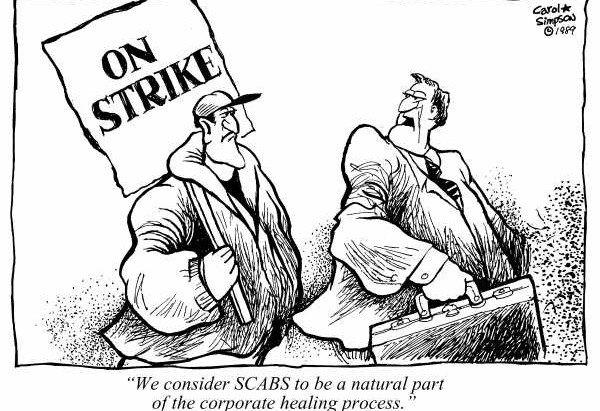 Carol★
Simpson
©1989
ON
STRIKE
"We consider SCABS to be a natural part
of the corporate healing process."